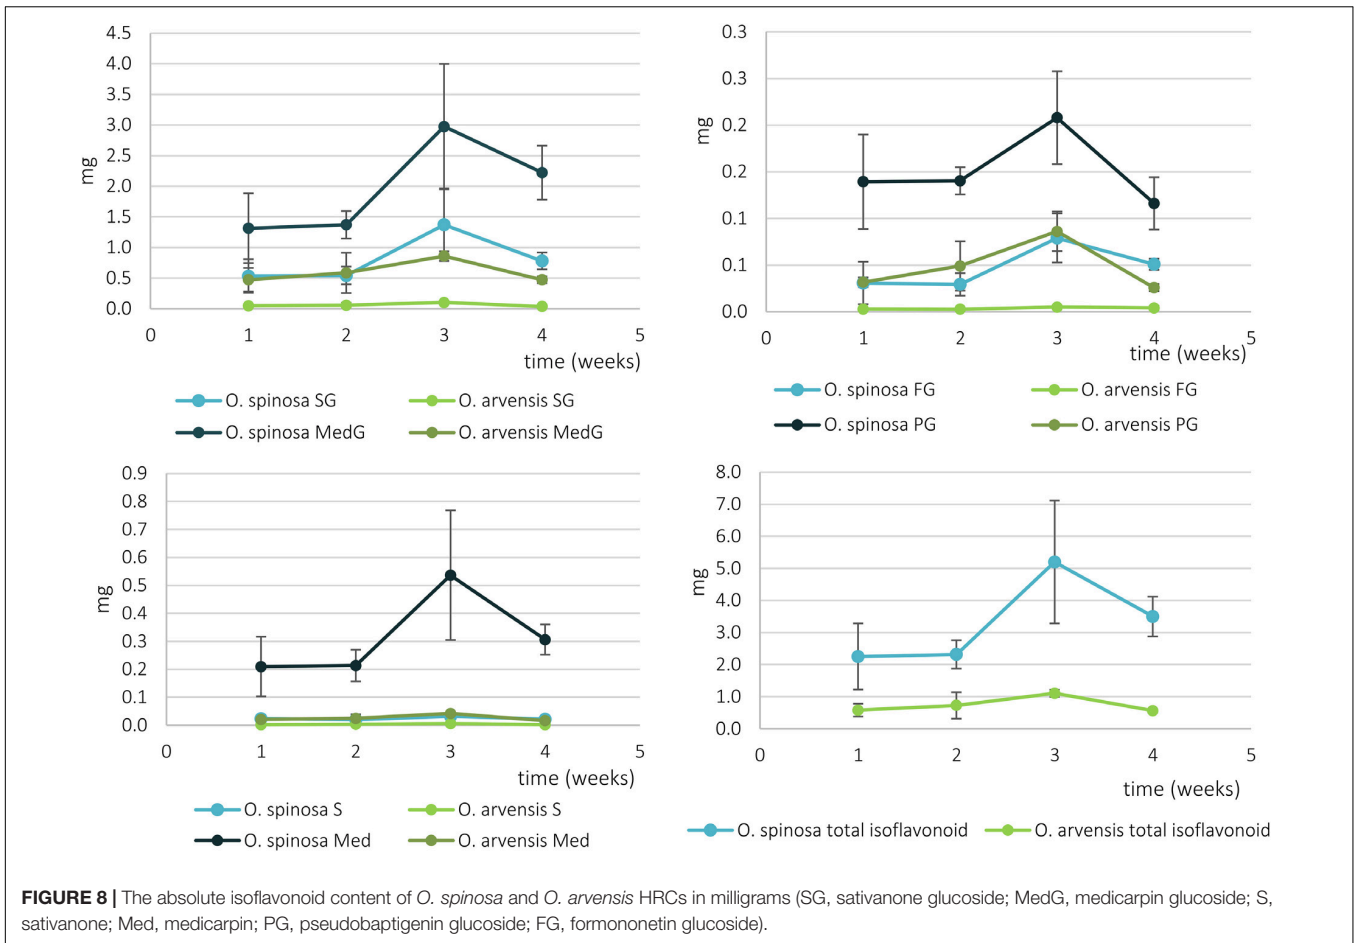 4.5
4.0
3.5
3.0
2.5
2.0
1.5
1.0
0.5
0.0
mg
0 1 2 3 4 5
time (weeks)
O. spinosa SG O. arvensis SG
O. spinosa MedG O. arvensis MedG
0.3
0.3
0.2
0.2
0.1
0.1
0.0
mg
0 1 2 3 4 5
time (weeks)
O. spinosa FG O. arvensis FG
O. spinosa PG O. arvensis PG
0.9
0.8
0.7
0.6
0.5
0.4
0.3
0.2
0.1
0.0
mg
0 1 2 3 4 5
time (weeks)
O. spinosa S O. arvensis S
O. spinosa Med O. arvensis Med
8.0
7.0
6.0
5.0
4.0
3.0
2.0
1.0
0.0
mg
0 1 2 3 4 5
time (weeks)
O. spinosa total isoflavonoid O. arvensis total isoflavonoid
FIGURE 8 | The absolute isoflavonoid content of O. spinosa and O. arvensis HRCs in milligrams (SG, sativanone glucoside; MedG, medicarpin glucoside; S,
sativanone; Med, medicarpin; PG, pseudobaptigenin glucoside; FG, formononetin glucoside).